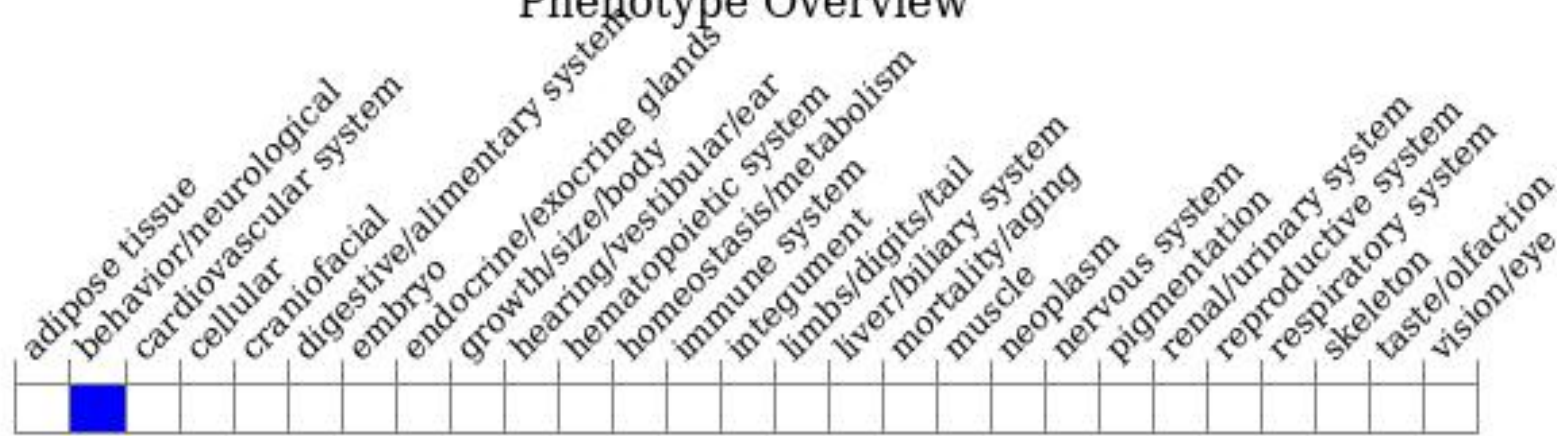 Phenotype Overview
adipose tissue
behavior/neurological
cardiovascular system
cellular
craniofacial
digestive/alimentary system
embryo
endocrine/exocrine glands
growth/size/body
hearing/vestibular/ear
hematopoietic system
homeostasis/metabolism
immune system
integument
limbs/digits/tail
liver/biliary system
mortality/aging
muscle
neoplasm
nervous system
pigmentation
renal/urinary system
reproductive system
respiratory system
skeleton
taste/olfaction
vision/eye